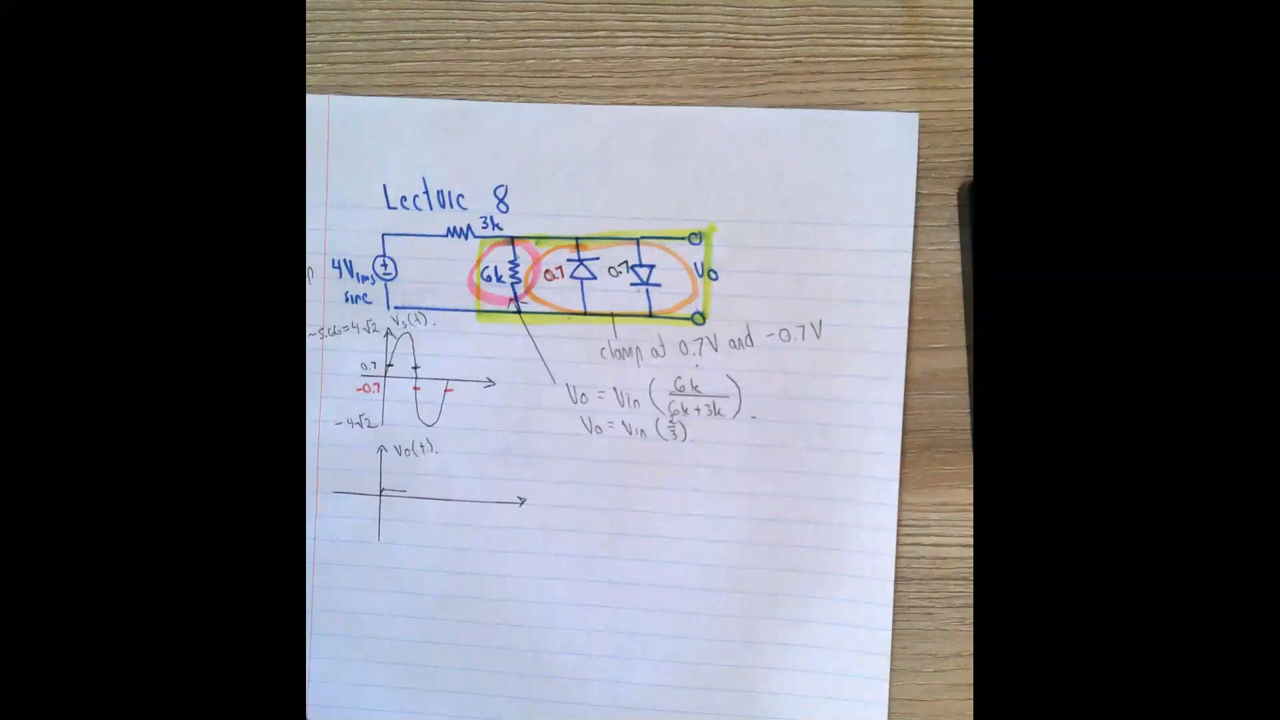 Lecture 8
3k
4Vrms
sine
6k
0.7
0.7
Vo
Vs(t).
~5.66=4√2
0.7
-0.7
-4√2
clamp at 0.7V and -0.7V
Vo = Vin (6k/(6k+3k)).
Vo = Vin (2/3).
Vo(t).